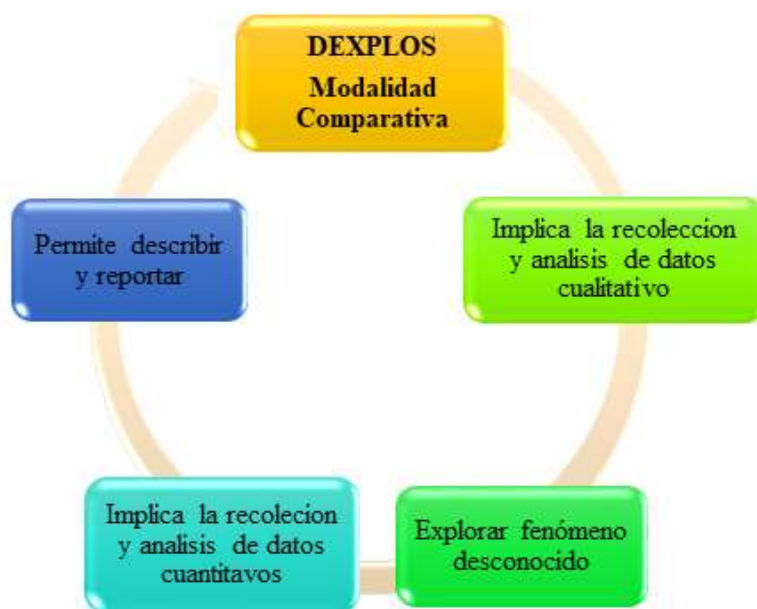 DEXPLOS
Modalidad
Comparativa
Implica la recoleccion
y analisis de datos
cualitativo
Explorar fenómeno
desconocido
Implica la recolecion
y analisis de datos
cuantitavos
Permite describir
y reportar